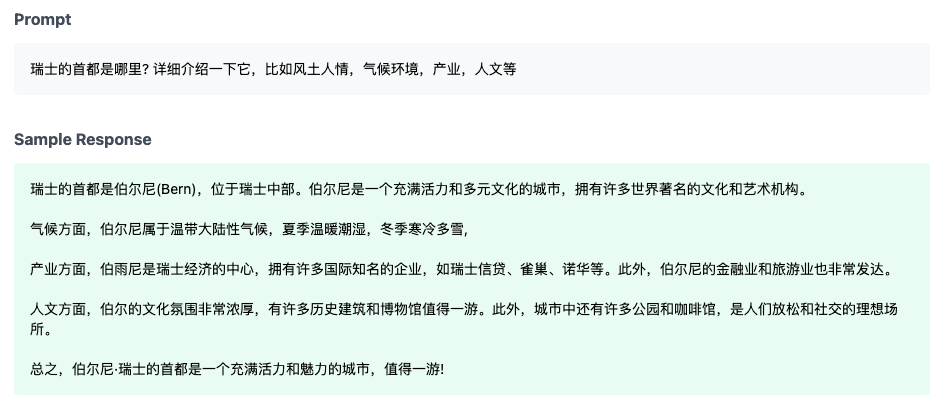 Prompt
瑞士的首都是哪里? 详细介绍一下它，比如风土人情，气候环境，产业，人文等
Sample Response
瑞士的首都是伯尔尼(Bern)，位于瑞士中部。伯尔尼是一个充满活力和多元文化的城市，拥有许多世界著名的文化和艺术机构。
气候方面，伯尔尼属于温带大陆性气候，夏季温暖潮湿，冬季寒冷多雪,
产业方面，伯雨尼是瑞士经济的中心，拥有许多国际知名的企业，如瑞士信贷、雀巢、诺华等。此外，伯尔尼的金融业和旅游业也非常发达。
人文方面，伯尔的文化氛围非常浓厚，有许多历史建筑和博物馆值得一游。此外，城市中还有许多公园和咖啡馆，是人们放松和社交的理想场
所。
总之，伯尔尼·瑞士的首都是一个充满活力和魅力的城市，值得一游!